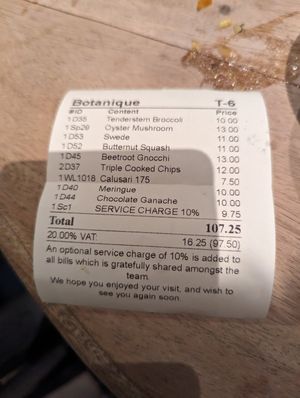 Botanique T-6
#ID Content Price
1 D35 Tenderstem Broccoli 10.00
1 Sp29 Oyster Mushroom 13.00
1 D53 Swede 11.00
1 D52 Butternut Squash 11.00
1 D45 Beetroot Gnocchi 13.00
2 D37 Triple Cooked Chips 12.00
1 WL1018 Calusari 175 7.50
1 D40 Meringue 10.00
1 D44 Chocolate Ganache 10.00
1 Sc1 SERVICE CHARGE 10% 9.75
Total 107.25
20.00% VAT: 16.25 (97.50)
An optional service charge of 10% is added to
all bills which is gratefully shared amongst the
team.
We hope you enjoyed your visit, and wish to
see you again soon.